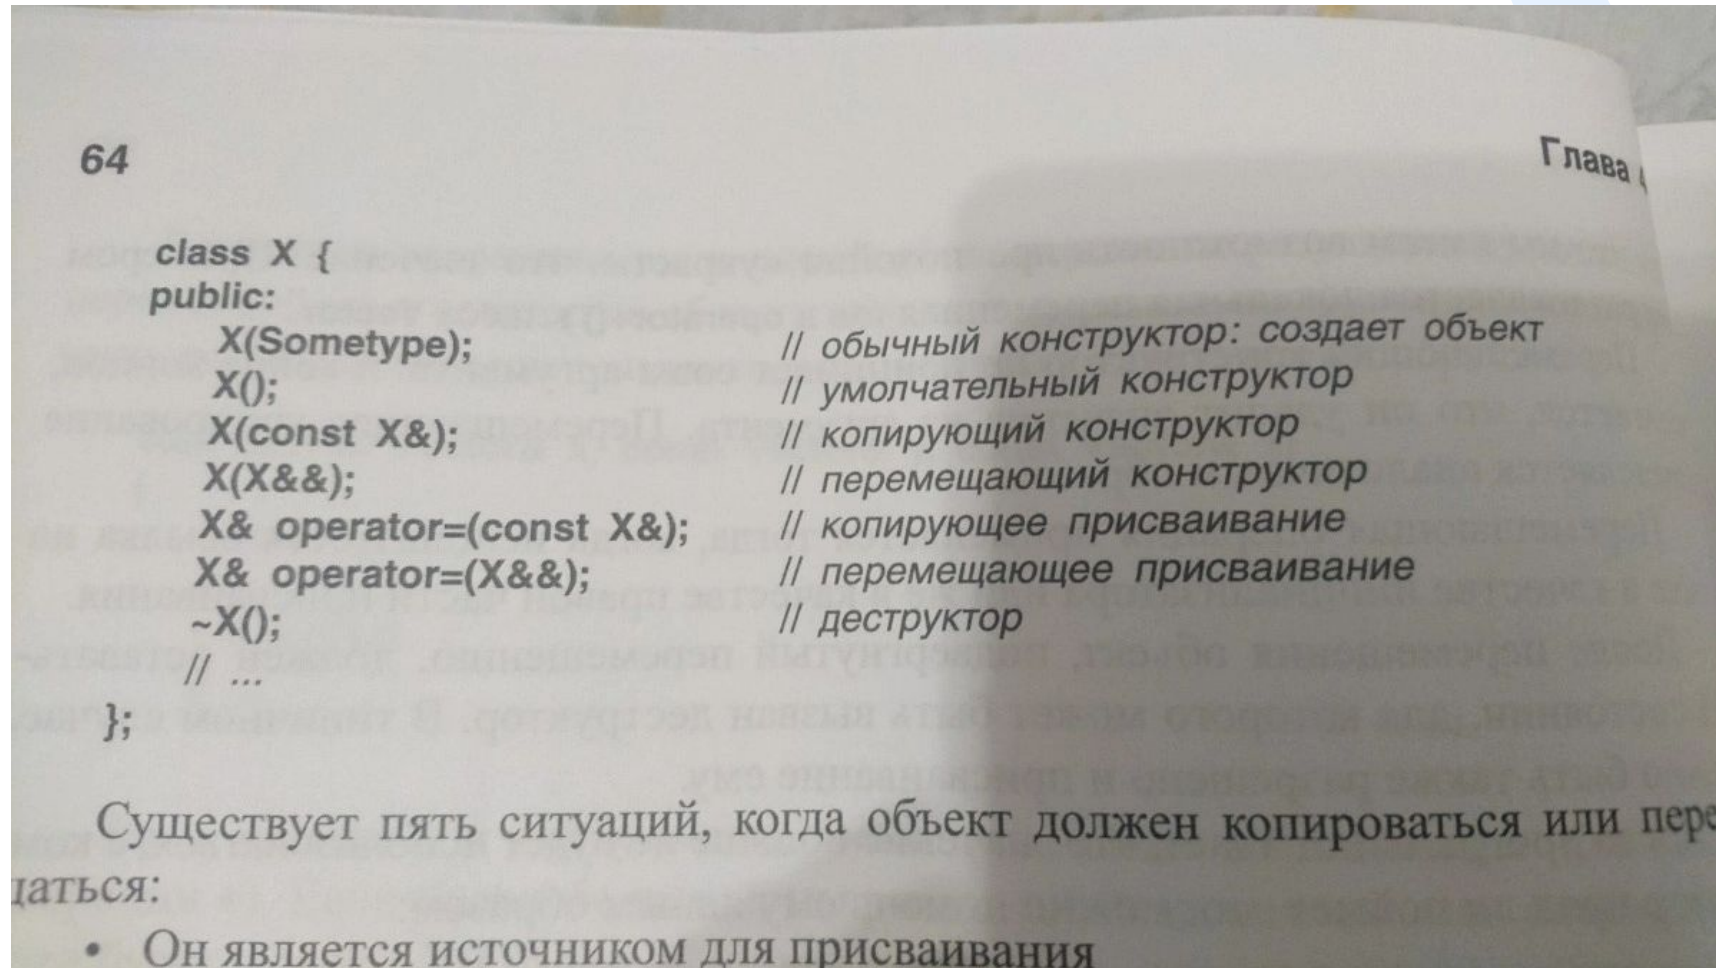 64
Глава
class X {
public:
X(Sometype); // обычный конструктор: создает объект
X(); // умолчательный конструктор
X(const X&); // копирующий конструктор
X(X&&); // перемещающий конструктор
X& operator=(const X&); // копирующее присваивание
X& operator=(X&&); // перемещающее присваивание
~X(); // деструктор
// ...
};
Существует пять ситуаций, когда объект должен копироваться или пере
щаться:
• Он является источником для присваивания